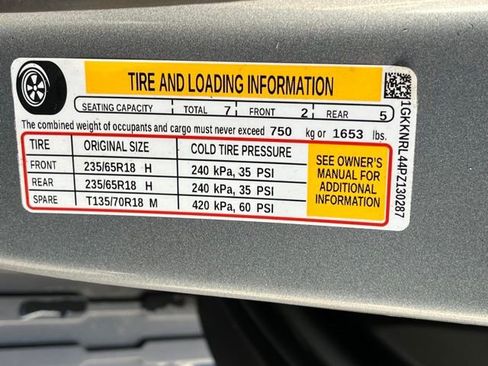 TIRE AND LOADING INFORMATION
SEATING CAPACITY TOTAL 7 FRONT 2 REAR 5
The combined weight of occupants and cargo must never exceed 750 kg or 1653 lbs.
TIRE ORIGINAL SIZE COLD TIRE PRESSURE
FRONT 235/65R18 H 240 kPa, 35 PSI
REAR 235/65R18 H 240 kPa, 35 PSI
SPARE T135/70R18 M 420 kPa, 60 PSI
SEE OWNER'S
MANUAL FOR
ADDITIONAL
INFORMATION
1GKKNRL44PZ130287